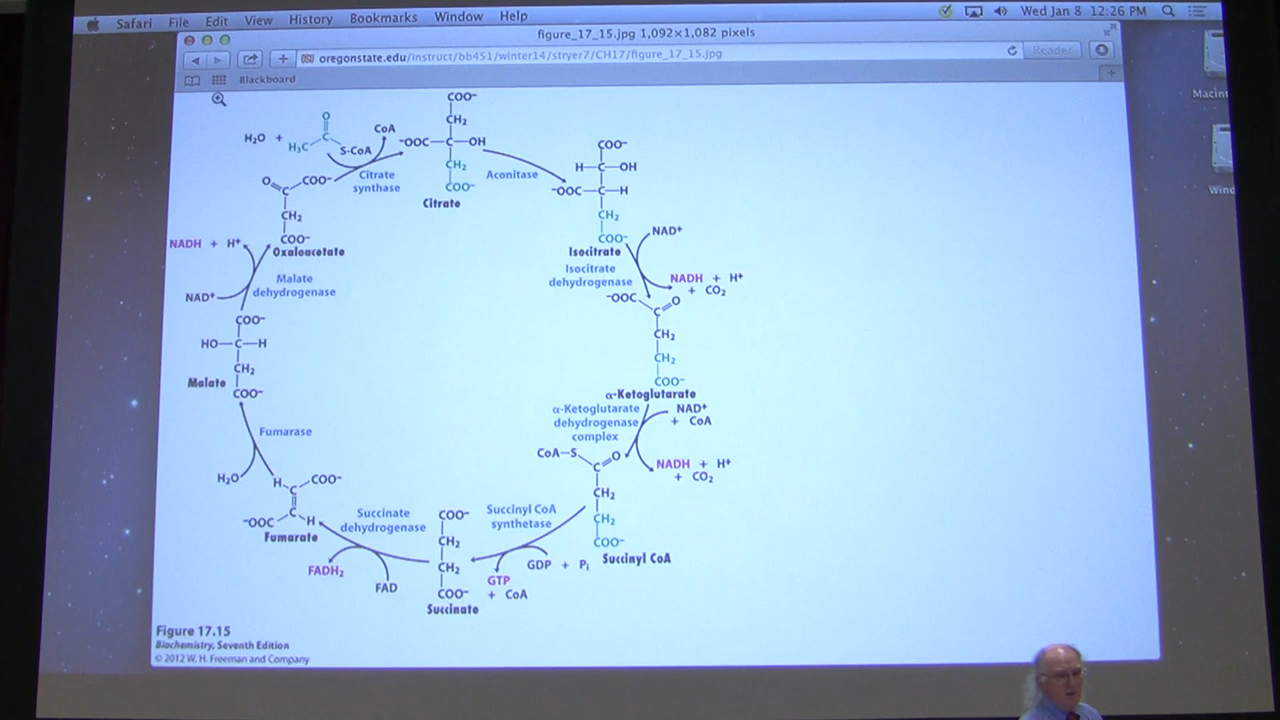 Safari File Edit View History Bookmarks Window Help
Wed Jan 8 12:26 PM
figure_17_15.jpg 1,092×1,082 pixels
oregonstate.edu/instruct/bb451/winter14/stryer7/CH17/figure_17_15.jpg
Reader
Blackboard
Macint
Wind
H₂O +
O
H₃C
S-CoA
CoA
Citrate
synthase
COO⁻
CH₂
⁻OOC—C—OH
CH₂
COO⁻
Citrate
Aconitase
COO⁻
H—C—OH
⁻OOC—C—H
CH₂
COO⁻
Isocitrate
NAD⁺
Isocitrate
dehydrogenase
NADH + H⁺
+ CO₂
⁻OOC
C
O
CH₂
CH₂
COO⁻
α-Ketoglutarate
α-Ketoglutarate
dehydrogenase
complex
NAD⁺
+ CoA
NADH + H⁺
+ CO₂
CoA—S
C
O
CH₂
CH₂
COO⁻
Succinyl CoA
Succinyl CoA
synthetase
GDP + Pᵢ
GTP
+ CoA
COO⁻
CH₂
CH₂
COO⁻
Succinate
Succinate
dehydrogenase
FAD
FADH₂
H
C
COO⁻
⁻OOC
C
H
Fumarate
Fumarase
H₂O
COO⁻
HO—C—H
CH₂
COO⁻
Malate
Malate
dehydrogenase
NAD⁺
NADH + H⁺
O
C
COO⁻
CH₂
COO⁻
Oxaloacetate
Figure 17.15
Biochemistry, Seventh Edition
© 2012 W. H. Freeman and Company